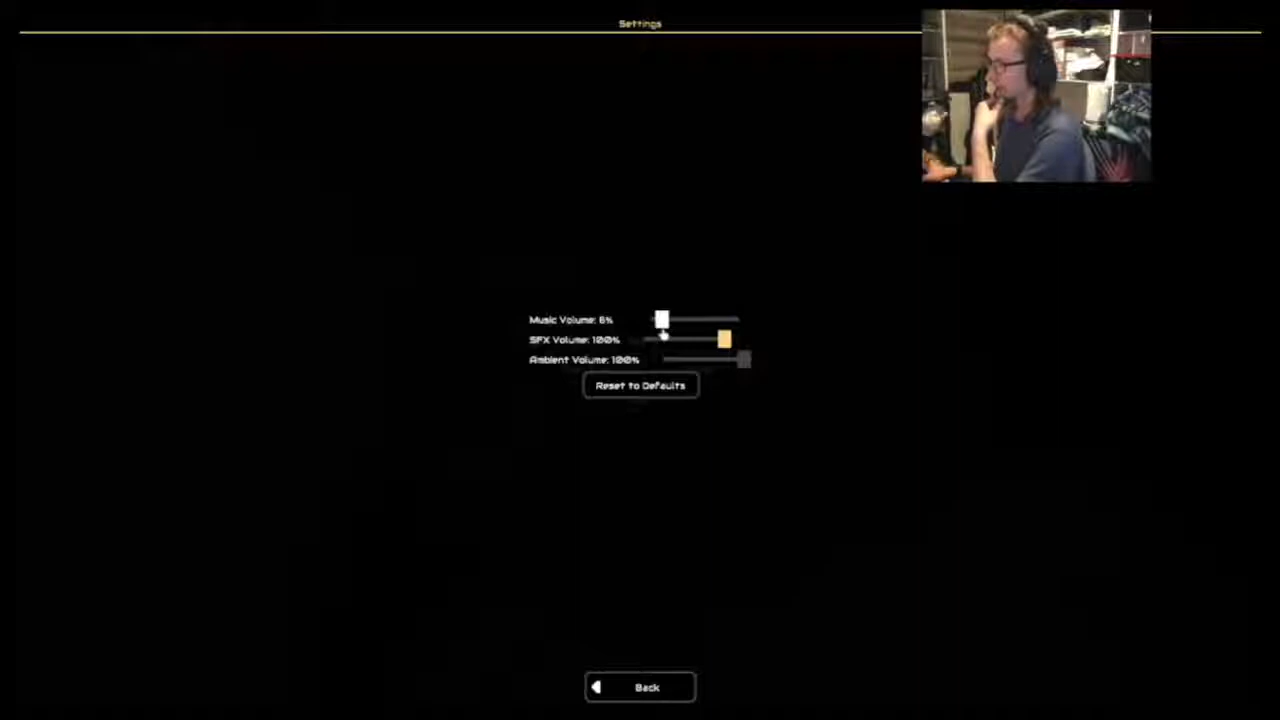 Settings
Music Volume: 6%
SFX Volume: 100%
Ambient Volume: 100%
Reset to Defaults
Back